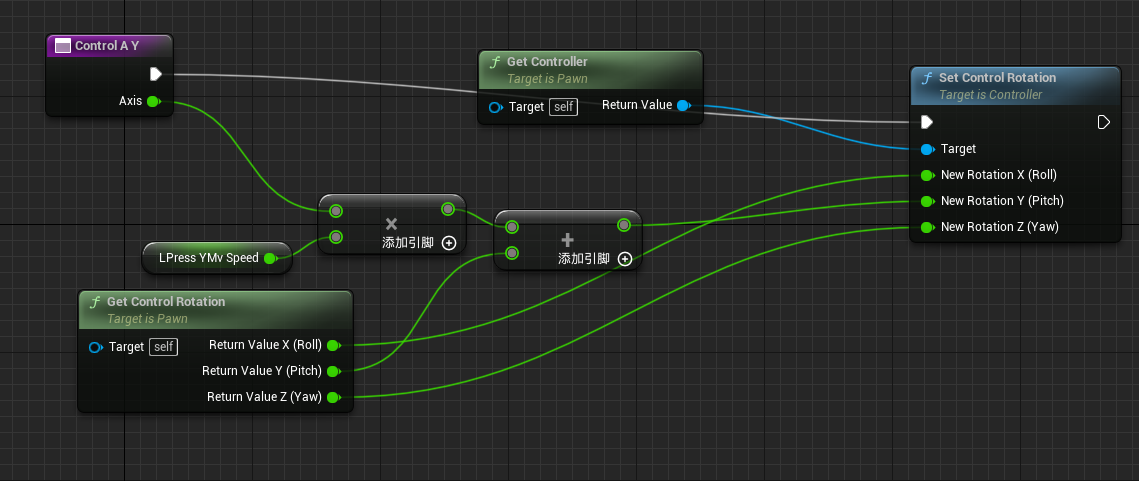 Control A Y
Axis
Get Controller
Target is Pawn
Target self
Return Value
Set Control Rotation
Target is Controller
Target
New Rotation X (Roll)
New Rotation Y (Pitch)
New Rotation Z (Yaw)
×
添加引脚
+
添加引脚
LPress YMv Speed
Get Control Rotation
Target is Pawn
Target self
Return Value X (Roll)
Return Value Y (Pitch)
Return Value Z (Yaw)